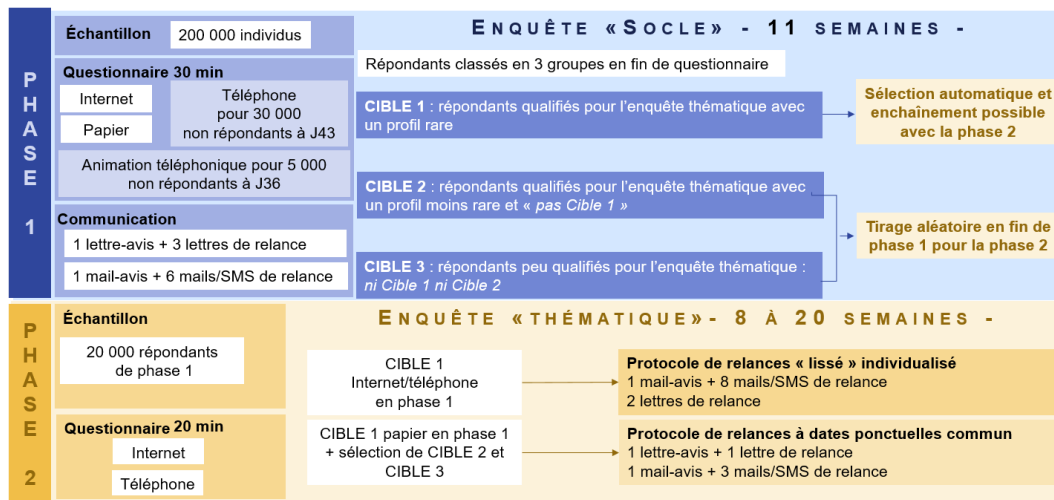 PHASE 1
Échantillon
200 000 individus
Questionnaire 30 min
Internet
Papier
Téléphone
pour 30 000
non répondants à J43
Animation téléphonique pour 5 000
non répondants à J36
Communication
1 lettre-avis + 3 lettres de relance
1 mail-avis + 6 mails/SMS de relance
ENQUÊTE «SOCLE» - 11 SEMAINES -
Répondants classés en 3 groupes en fin de questionnaire
CIBLE 1 : répondants qualifiés pour l'enquête thématique avec
un profil rare
Sélection automatique et
enchaînement possible
avec la phase 2
CIBLE 2 : répondants qualifiés pour l'enquête thématique avec
un profil moins rare et « pas Cible 1 »
CIBLE 3 : répondants peu qualifiés pour l'enquête thématique :
ni Cible 1 ni Cible 2
Tirage aléatoire en fin de
phase 1 pour la phase 2
PHASE 2
Échantillon
20 000 répondants
de phase 1
Questionnaire 20 min
Internet
Téléphone
ENQUÊTE «THÉMATIQUE»- 8 À 20 SEMAINES -
CIBLE 1
Internet/téléphone
en phase 1
Protocole de relances « lissé » individualisé
1 mail-avis + 8 mails/SMS de relance
2 lettres de relance
CIBLE 1 papier en phase 1
+ sélection de CIBLE 2 et
CIBLE 3
Protocole de relances à dates ponctuelles commun
1 lettre-avis + 1 lettre de relance
1 mail-avis + 3 mails/SMS de relance